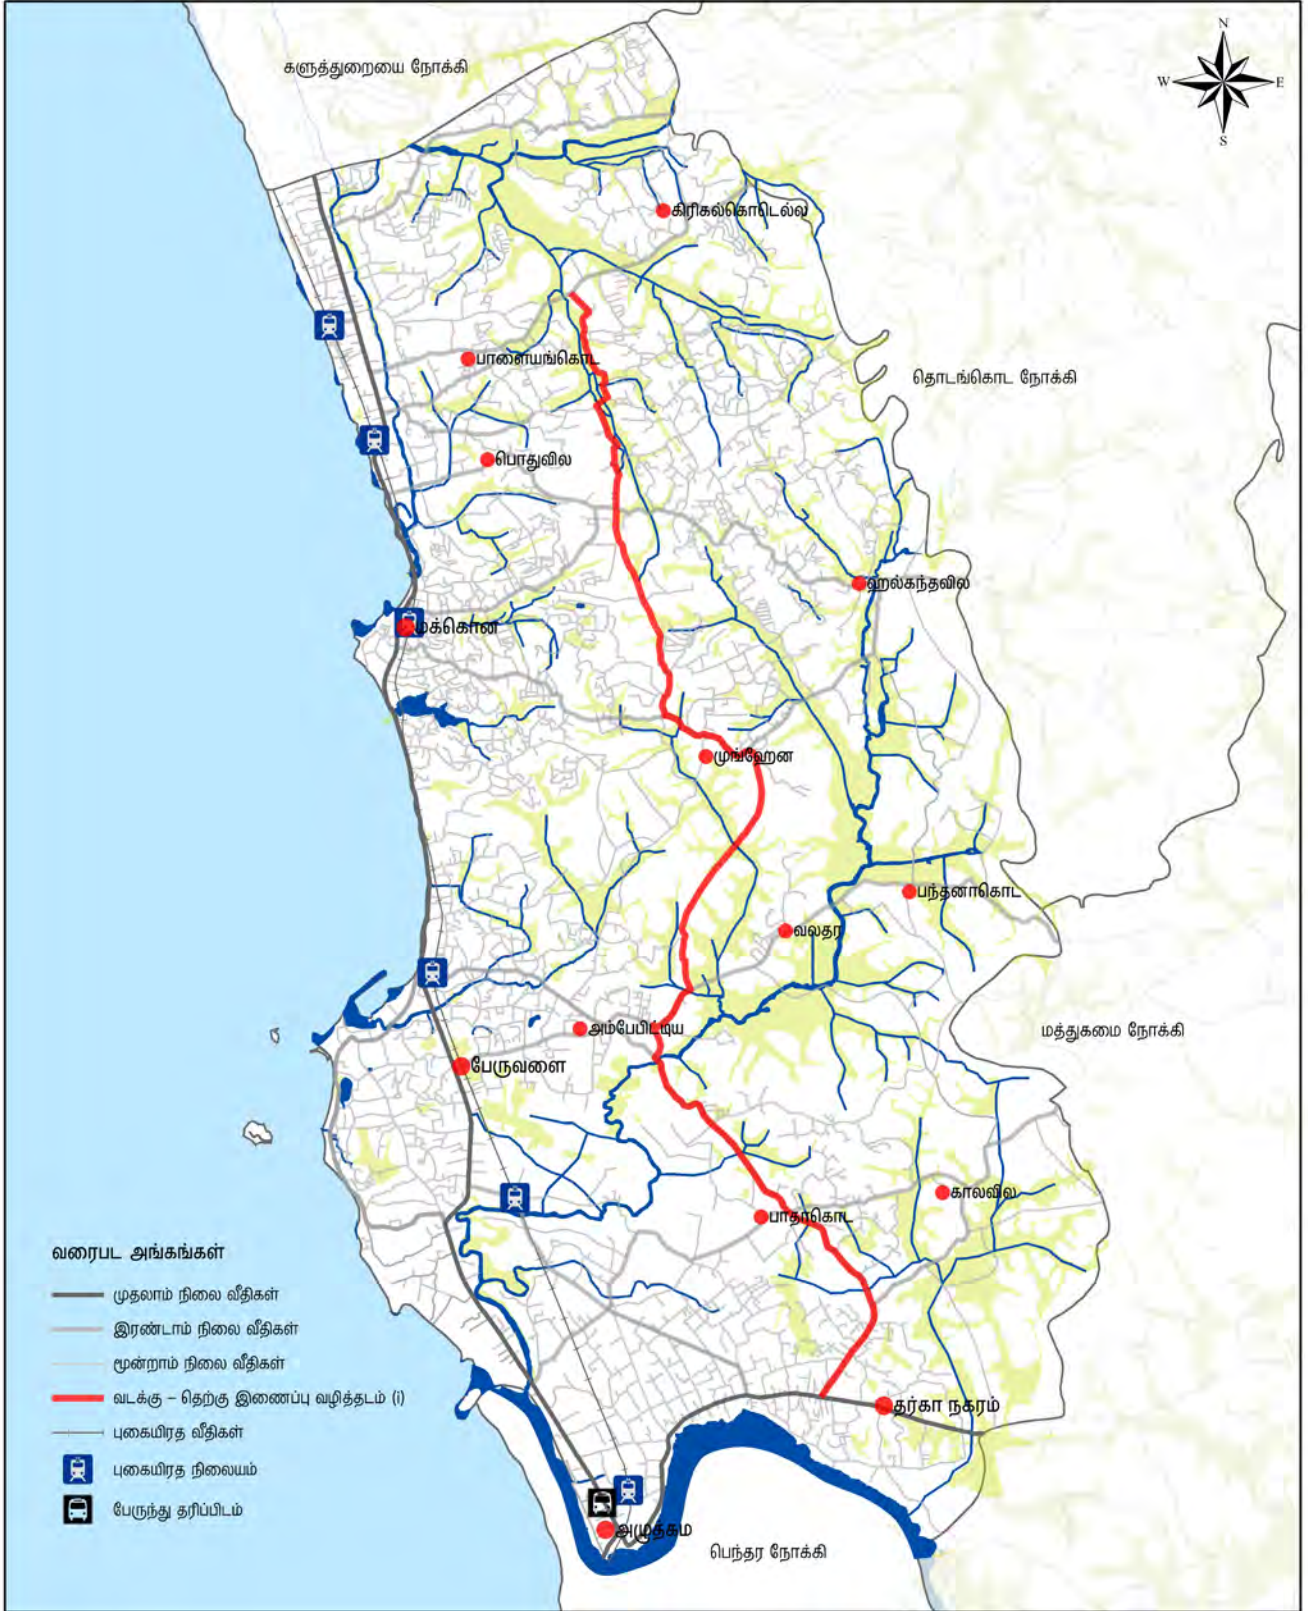 N
W
E
S
களுத்துறையை நோக்கி
கிரிகல்கொடெல்ல
பாளையங்கொட
தொடங்கொட நோக்கி
பொதுவில
ஹல்கந்தவில
மக்கொன
முங்ஹேன
பந்தனாகொட
வலதர
அம்பேபிட்டிய
மத்துகமை நோக்கி
பேருவளை
காலவில
பாதாகொட
வரைபட அங்கங்கள்
முதலாம் நிலை வீதிகள்
இரண்டாம் நிலை வீதிகள்
மூன்றாம் நிலை வீதிகள்
வடக்கு – தெற்கு இணைப்பு வழித்தடம் (i)
புகையிரத வீதிகள்
புகையிரத நிலையம்
பேருந்து தரிப்பிடம்
தர்கா நகரம்
அழுத்கம
பெந்தர நோக்கி